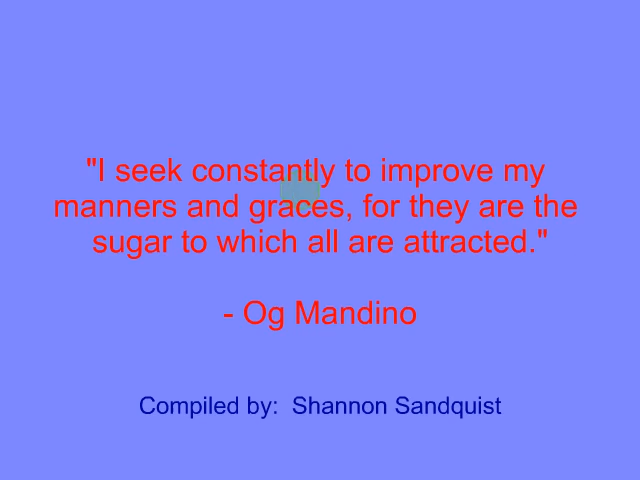 "I seek constantly to improve my
manners and graces, for they are the
sugar to which all are attracted."
- Og Mandino
Compiled by:  Shannon Sandquist